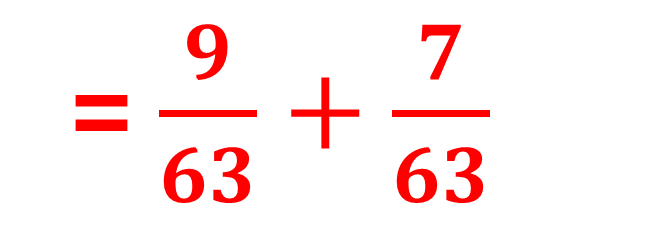 = 9/63 + 7/63